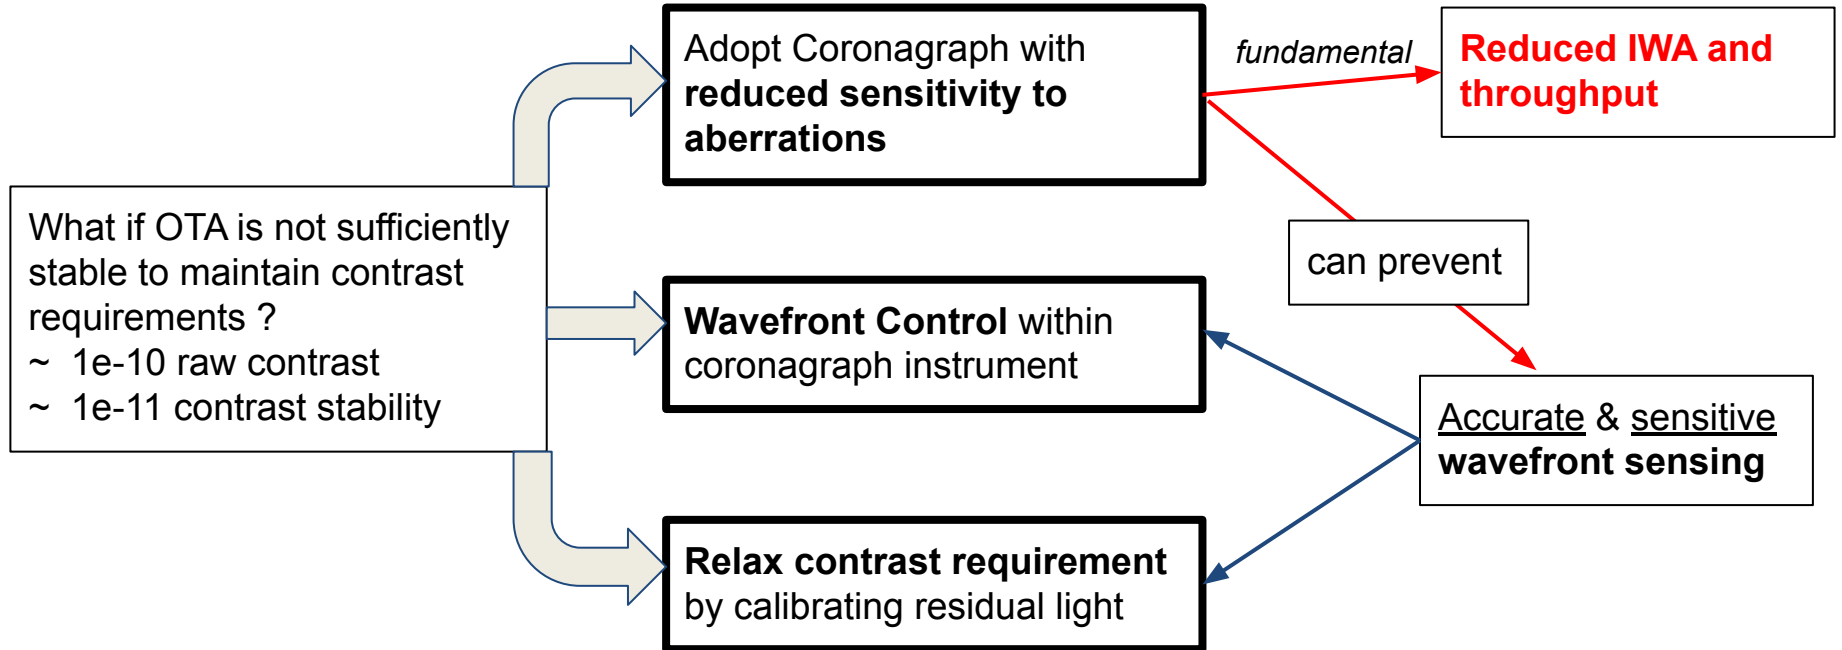 What if OTA is not sufficiently
stable to maintain contrast
requirements ?
~ 1e-10 raw contrast
~ 1e-11 contrast stability
Adopt Coronagraph with
reduced sensitivity to
aberrations
fundamental
Reduced IWA and
throughput
can prevent
Wavefront Control within
coronagraph instrument
Accurate & sensitive
wavefront sensing
Relax contrast requirement
by calibrating residual light